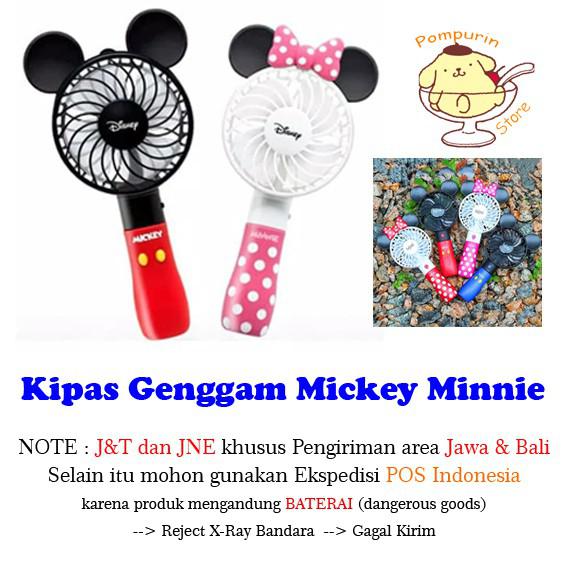 Pompurin
Store
Disney
Disney
MICKEY
MINNIE
Kipas Genggam Mickey Minnie
NOTE : J&T dan JNE khusus Pengiriman area Jawa & Bali
Selain itu mohon gunakan Ekspedisi POS Indonesia
karena produk mengandung BATERAI (dangerous goods)
--> Reject X-Ray Bandara --> Gagal Kirim